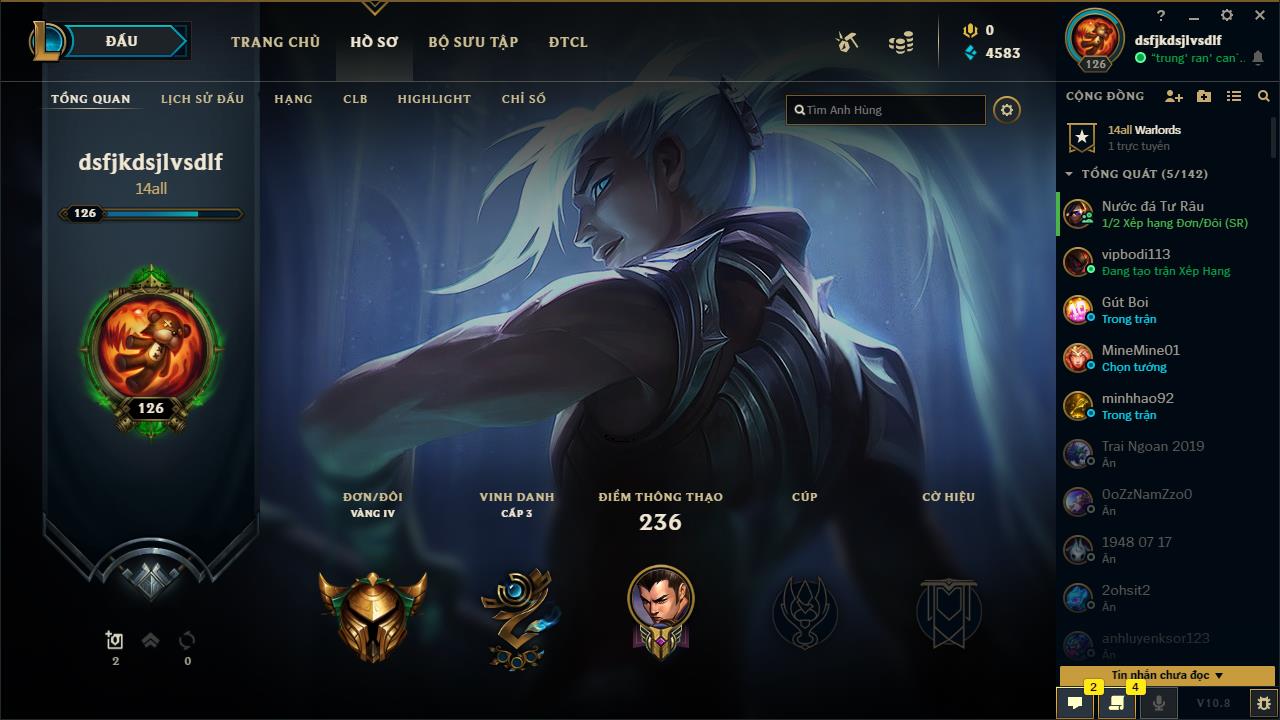 ĐẤU
TRANG CHỦ
HỒ SƠ
BỘ SƯU TẬP
ĐTCL
0
4583
?
126
dsfjkdsjlvsdlf
"trung' ran' can'..
TỔNG QUAN
LỊCH SỬ ĐẤU
HẠNG
CLB
HIGHLIGHT
CHỈ SỐ
Tìm Anh Hùng
dsfjkdsjlvsdlf
14all
126
126
2
0
ĐƠN/ĐÔI
VÀNG IV
VINH DANH
CẤP 3
ĐIỂM THÔNG THẠO
236
CÚP
CỜ HIỆU
CỘNG ĐỒNG
14all Warlords
1 trực tuyến
TỔNG QUÁT (5/142)
Nước đá Tư Râu
1/2 Xếp hạng Đơn/Đôi (SR)
vipbodi113
Đang tạo trận Xếp Hạng
Gút Boi
Trong trận
MineMine01
Chọn tướng
minhhao92
Trong trận
Trai Ngoan 2019
Ẩn
0oZzNamZzo0
Ẩn
1948 07 17
Ẩn
2ohsit2
Ẩn
anhluyenksor123
Ẩn
Tin nhắn chưa đọc
2
4
V10.8